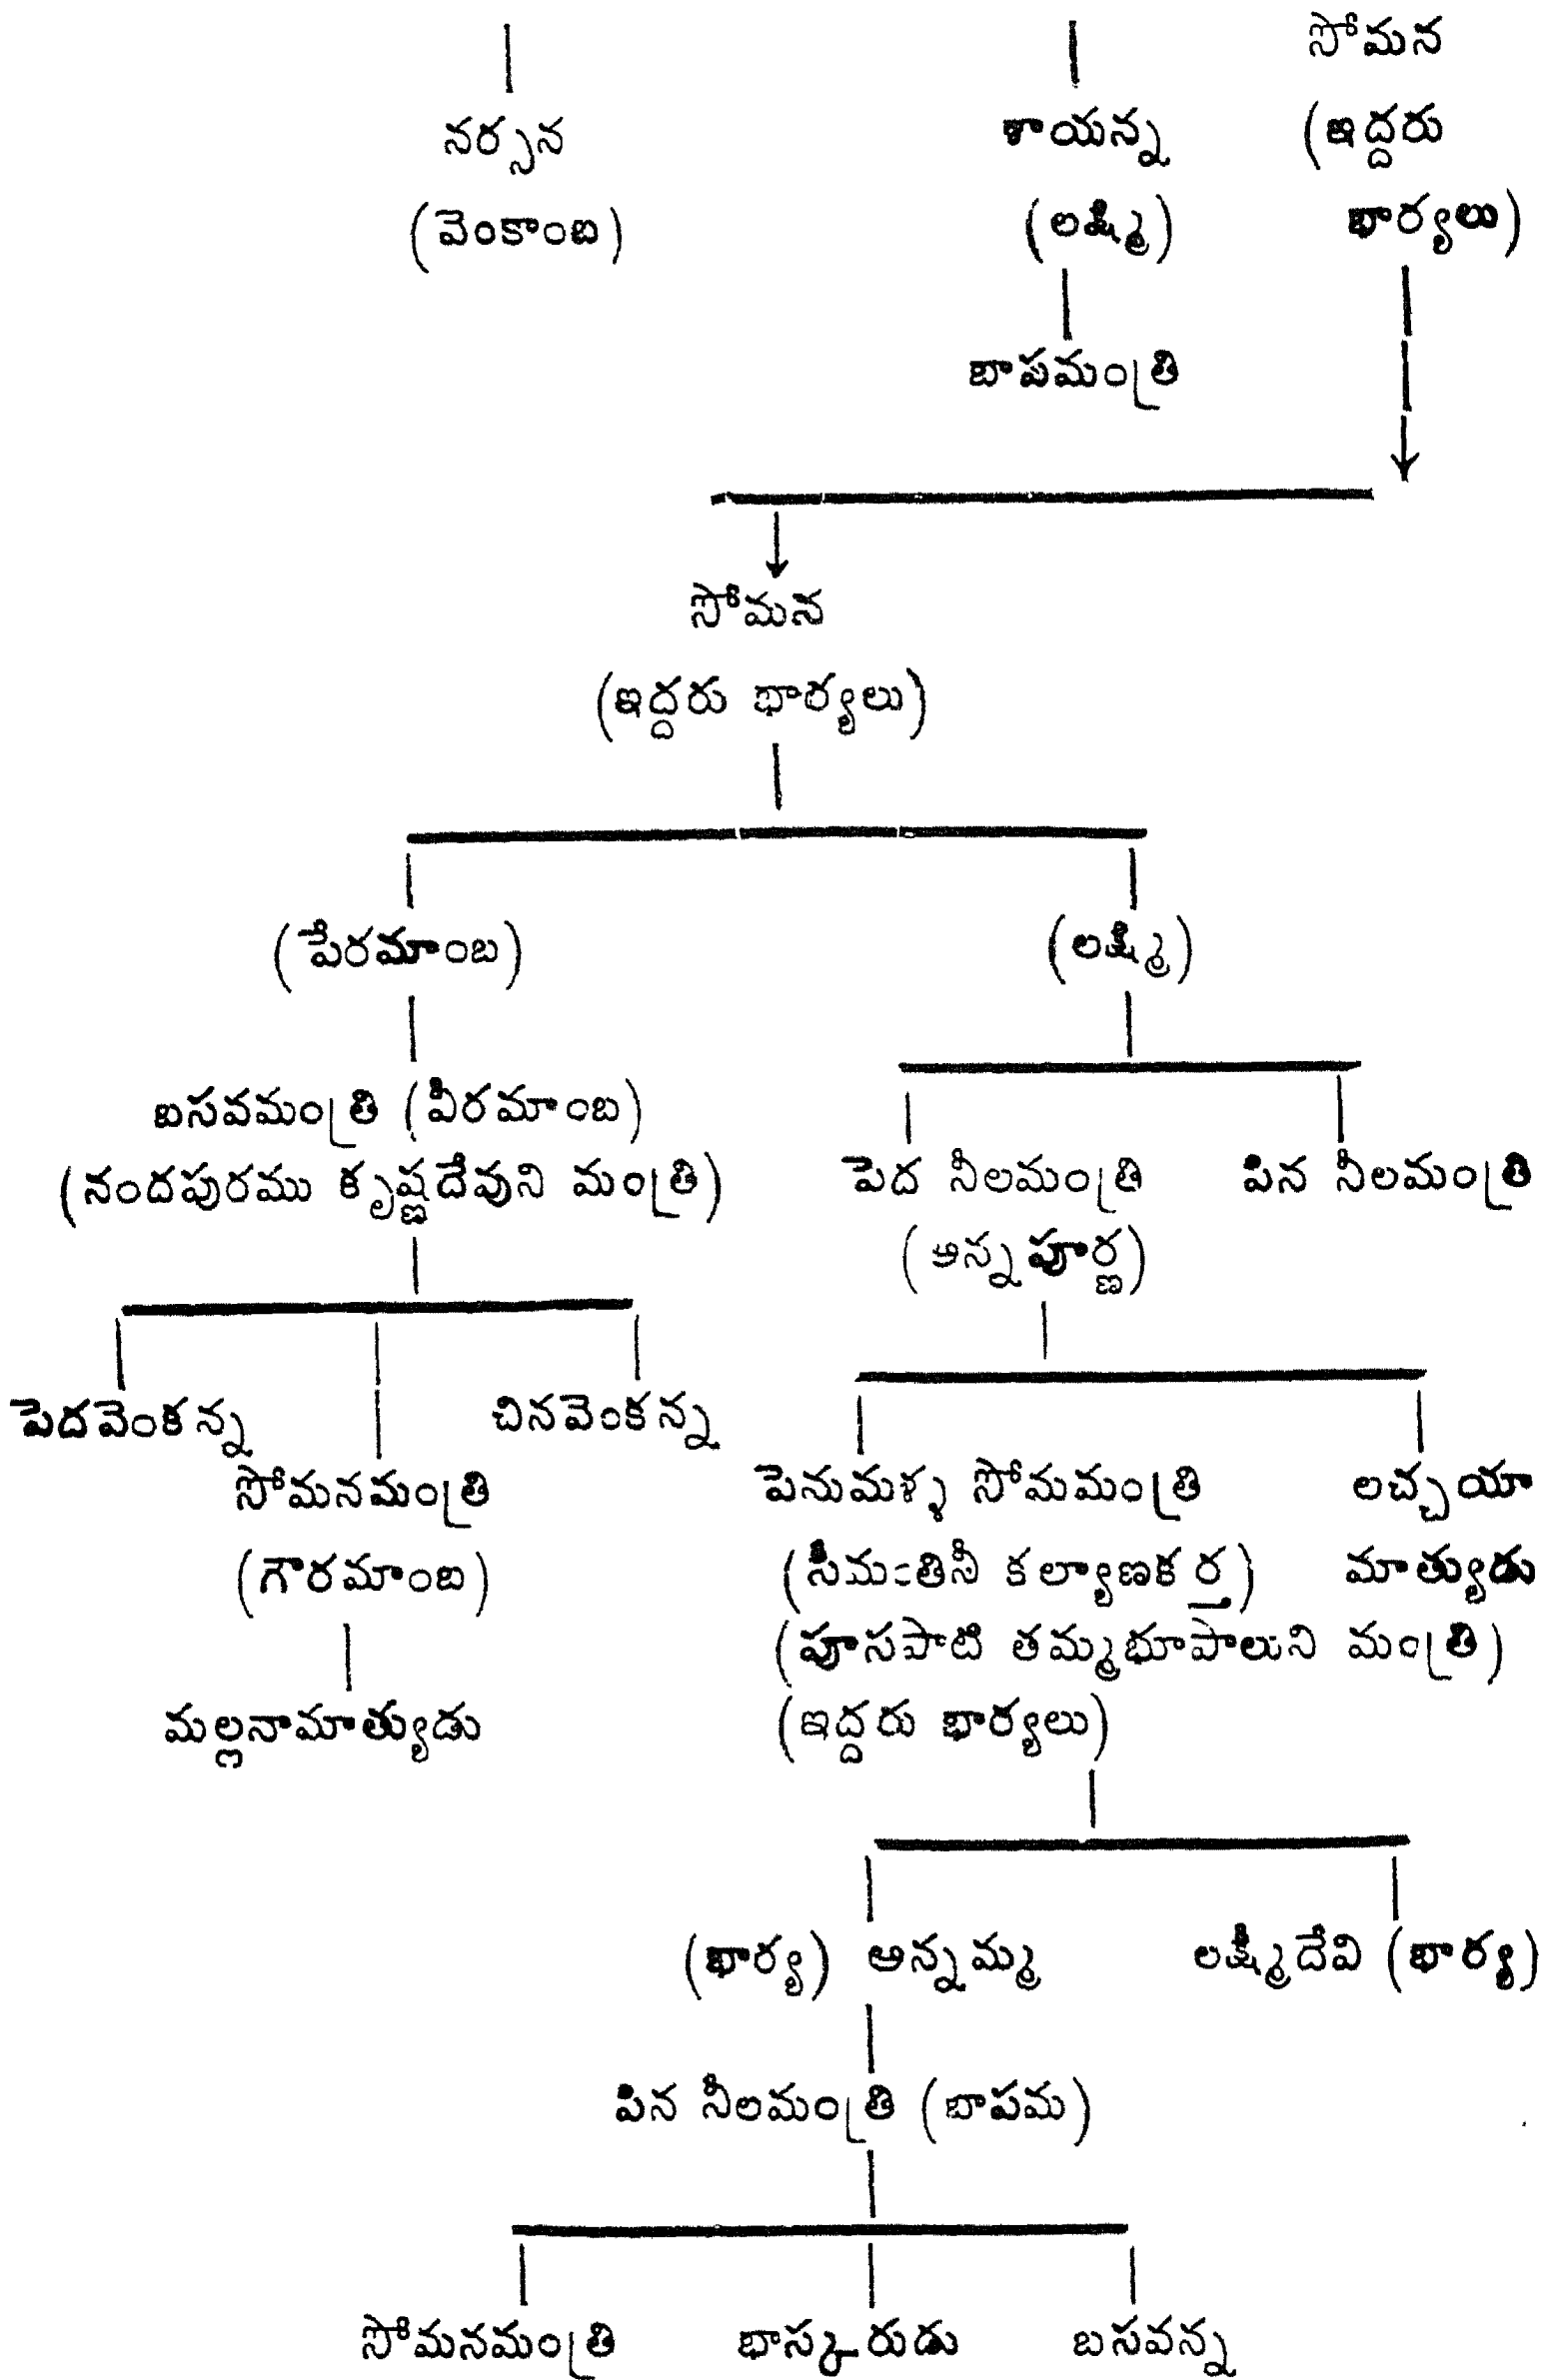 సోమన
నర్సన శాయన్న (ఇద్దరు
(వెంకాంబ) (లక్ష్మి) భార్యలు)
బాపమంత్రి
సోమన
(ఇద్దరు భార్యలు)
(పేరమాంబ) (లక్ష్మి)
బసవమంత్రి (వీరమాంబ)
(నందపురము కృష్ణదేవుని మంత్రి) పెద నీలమంత్రి పిన నీలమంత్రి
(అన్నపూర్ణ)
పెదవెంకన్న చినవెంకన్న
సోమనమంత్రి పెనుమళ్ళ సోమమంత్రి లచ్చయా
(గౌరమాంబ) (సీమంతినీ కల్యాణకర్త) మాత్యుడు
(పూసపాటి తమ్మభూపాలుని మంత్రి)
మల్లనామాత్యుడు (ఇద్దరు భార్యలు)
(భార్య) అన్నమ్మ లక్ష్మిదేవి (భార్య)
పిన నీలమంత్రి (బాపమ)
సోమనమంత్రి భాస్కరుడు బసవన్న